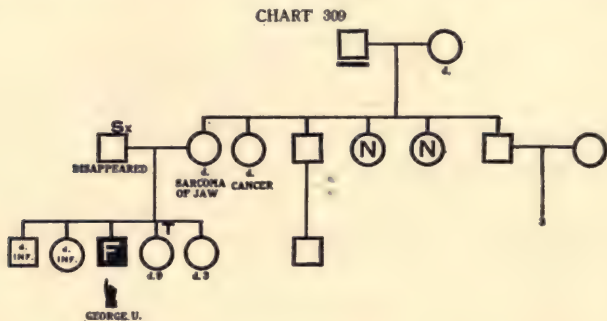 CHART 309
d.
Sx
N N
DISAPPEARED
d.
SARCOMA
OF JAW
d.
CANCER
T
d.
INF.
d.
INF.
F
d.9
d.3
GEORGE U.